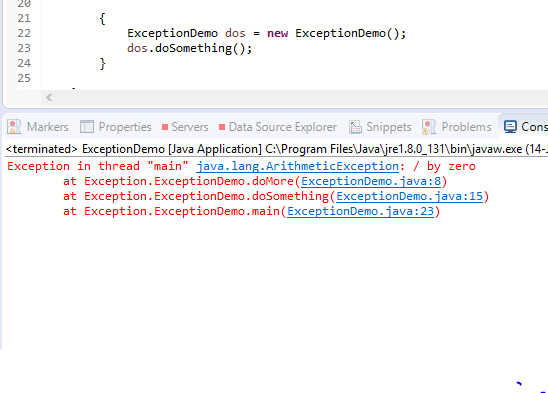 20
21 {
22 ExceptionDemo dos = new ExceptionDemo();
23 dos.doSomething();
24 }
25
Markers Properties Servers Data Source Explorer Snippets Problems Cons
<terminated> ExceptionDemo [Java Application] C:\Program Files\Java\jre1.8.0_131\bin\javaw.exe (14-
Exception in thread "main" java.lang.ArithmeticException: / by zero
at Exception.ExceptionDemo.doMore(ExceptionDemo.java:8)
at Exception.ExceptionDemo.doSomething(ExceptionDemo.java:15)
at Exception.ExceptionDemo.main(ExceptionDemo.java:23)